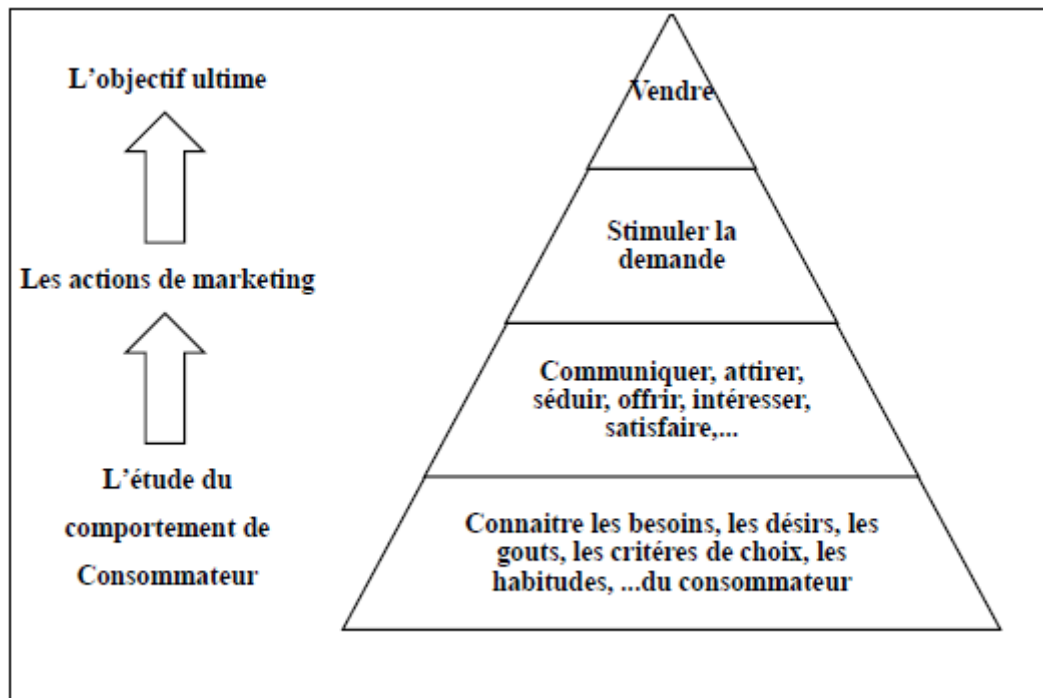 L'objectif ultime
Les actions de marketing
L'étude du
comportement de
Consommateur
Vendre
Stimuler la
demande
Communiquer, attirer,
séduir, offrir, intéresser,
satisfaire,...
Connaitre les besoins, les désirs, les
gouts, les critéres de choix, les
habitudes, ...du consommateur